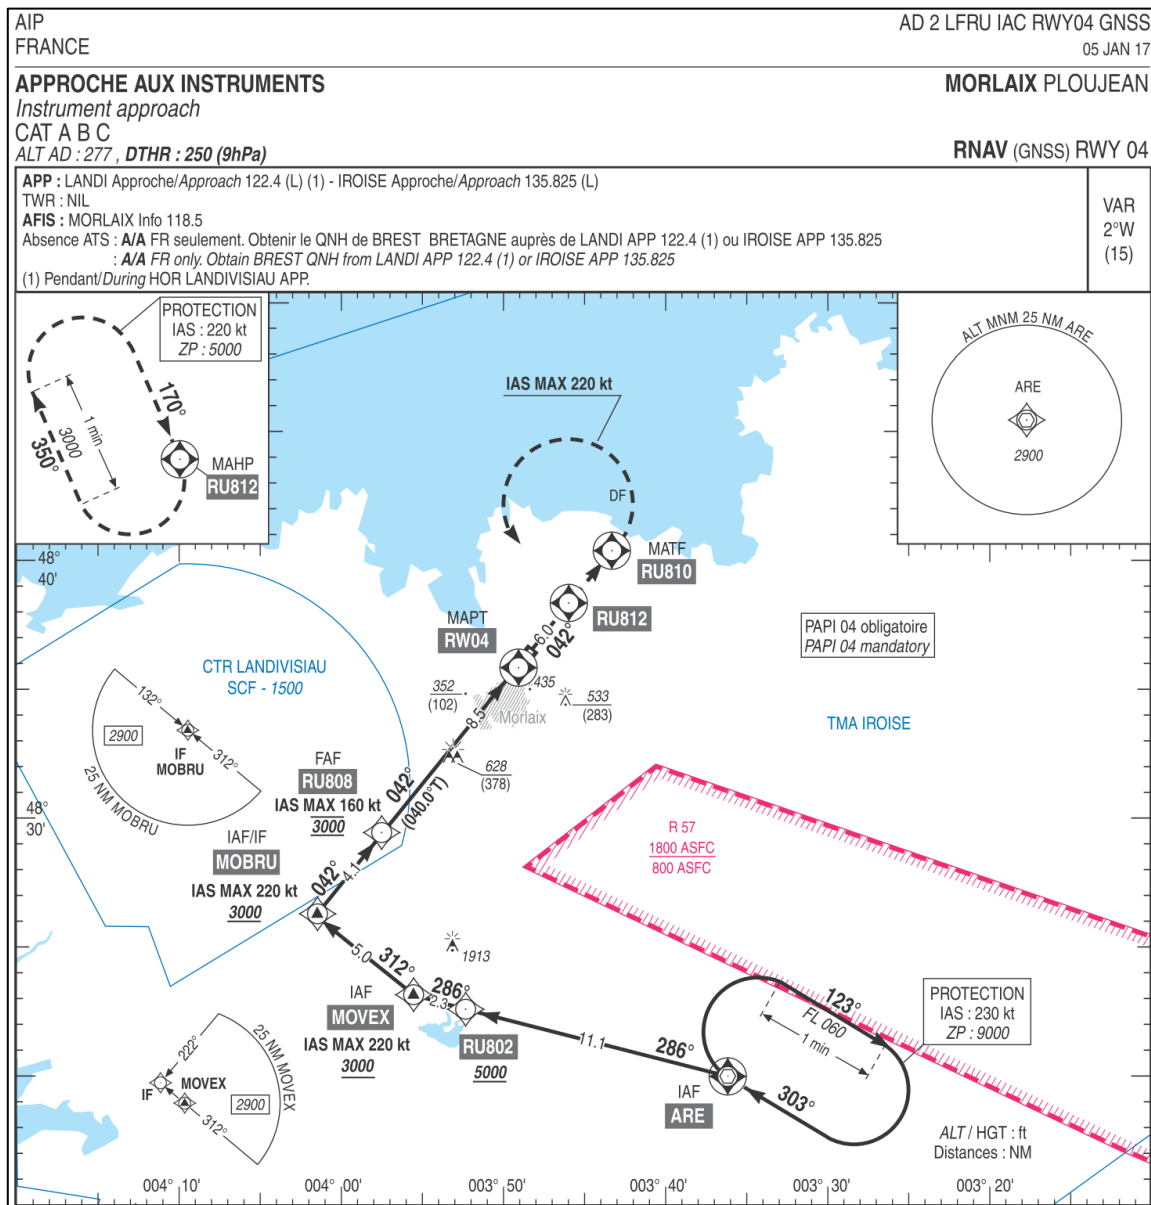 AIP
AD 2 LFRU IAC RWY04 GNSS
FRANCE
05 JAN 17
APPROCHE AUX INSTRUMENTS
MORLAIX PLOUJEAN
Instrument approach
CAT A B C
ALT AD : 277 , DTHR : 250 (9hPa)
RNAV (GNSS) RWY 04
APP : LANDI Approche/Approach 122.4 (L) (1) - IROISE Approche/Approach 135.825 (L)
TWR : NIL
AFIS : MORLAIX Info 118.5
Absence ATS : A/A FR seulement. Obtenir le QNH de BREST BRETAGNE auprès de LANDI APP 122.4 (1) ou IROISE APP 135.825
: A/A FR only. Obtain BREST QNH from LANDI APP 122.4 (1) or IROISE APP 135.825
(1) Pendant/During HOR LANDIVISIAU APP.
VAR
2°W
(15)
PROTECTION
IAS : 220 kt
ZP : 5000
170°
1 min
3000
350°
MAHP
RU812
IAS MAX 220 kt
DF
ALT MNM 25 NM ARE
ARE
2900
48°
40'
MATF
RU810
RU812
MAPT
RW04
6.0
042°
PAPI 04 obligatoire
PAPI 04 mandatory
CTR LANDIVISIAU
SCF - 1500
352
(102)
435
533
(283)
Morlaix
8.5
TMA IROISE
132°
2900
IF
MOBRU
312°
25 NM MOBRU
628
(378)
FAF
RU808
IAS MAX 160 kt
3000
042°
(040.0°T)
48°
30'
R 57
1800 ASFC
800 ASFC
IAF/IF
MOBRU
IAS MAX 220 kt
3000
042°
4.1
5.0
312°
1913
286°
2.3
IAF
MOVEX
IAS MAX 220 kt
3000
RU802
5000
11.1
286°
IAF
ARE
123°
FL 060
1 min
303°
PROTECTION
IAS : 230 kt
ZP : 9000
222°
25 NM MOVEX
MOVEX
IF
2900
312°
ALT / HGT : ft
Distances : NM
004° 10'
004° 00'
003° 50'
003° 40'
003° 30'
003° 20'